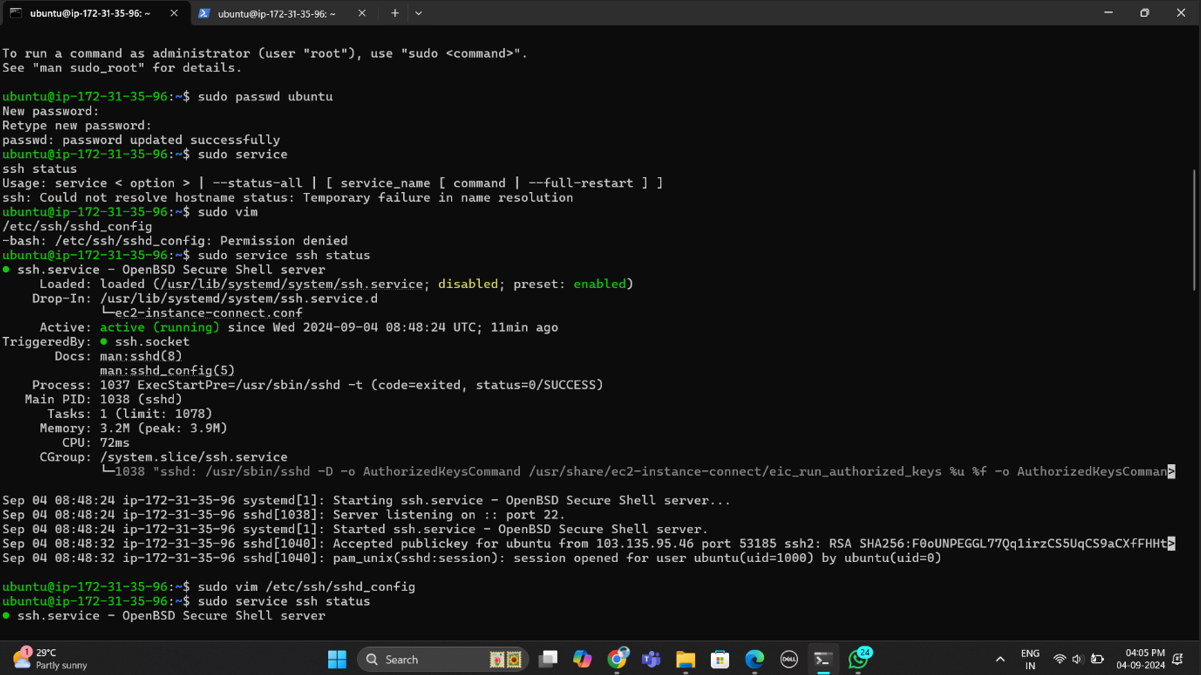 ubuntu@ip-172-31-35-96: ~
ubuntu@ip-172-31-35-96: ~
To run a command as administrator (user "root"), use "sudo <command>".
See "man sudo_root" for details.
ubuntu@ip-172-31-35-96:~$ sudo passwd ubuntu
New password:
Retype new password:
passwd: password updated successfully
ubuntu@ip-172-31-35-96:~$ sudo service
ssh status
Usage: service < option > | --status-all | [ service_name [ command | --full-restart ] ]
ssh: Could not resolve hostname status: Temporary failure in name resolution
ubuntu@ip-172-31-35-96:~$ sudo vim
/etc/ssh/sshd_config
-bash: /etc/ssh/sshd_config: Permission denied
ubuntu@ip-172-31-35-96:~$ sudo service ssh status
● ssh.service - OpenBSD Secure Shell server
Loaded: loaded (/usr/lib/systemd/system/ssh.service; disabled; preset: enabled)
Drop-In: /usr/lib/systemd/system/ssh.service.d
└─ec2-instance-connect.conf
Active: active (running) since Wed 2024-09-04 08:48:24 UTC; 11min ago
TriggeredBy: ● ssh.socket
Docs: man:sshd(8)
man:sshd_config(5)
Process: 1037 ExecStartPre=/usr/sbin/sshd -t (code=exited, status=0/SUCCESS)
Main PID: 1038 (sshd)
Tasks: 1 (limit: 1078)
Memory: 3.2M (peak: 3.9M)
CPU: 72ms
CGroup: /system.slice/ssh.service
└─1038 "sshd: /usr/sbin/sshd -D -o AuthorizedKeysCommand /usr/share/ec2-instance-connect/eic_run_authorized_keys %u %f -o AuthorizedKeysComman>
Sep 04 08:48:24 ip-172-31-35-96 systemd[1]: Starting ssh.service - OpenBSD Secure Shell server...
Sep 04 08:48:24 ip-172-31-35-96 sshd[1038]: Server listening on :: port 22.
Sep 04 08:48:24 ip-172-31-35-96 systemd[1]: Started ssh.service - OpenBSD Secure Shell server.
Sep 04 08:48:32 ip-172-31-35-96 sshd[1040]: Accepted publickey for ubuntu from 103.135.95.46 port 53185 ssh2: RSA SHA256:F0oUNPEGGL77Qq1irzCS5UqCS9aCXfFHHt>
Sep 04 08:48:32 ip-172-31-35-96 sshd[1040]: pam_unix(sshd:session): session opened for user ubuntu(uid=1000) by ubuntu(uid=0)
ubuntu@ip-172-31-35-96:~$ sudo vim /etc/ssh/sshd_config
ubuntu@ip-172-31-35-96:~$ sudo service ssh status
● ssh.service - OpenBSD Secure Shell server
1
29°C
Partly sunny
Search
DELL
24
ENG
IN
04:05 PM
04-09-2024